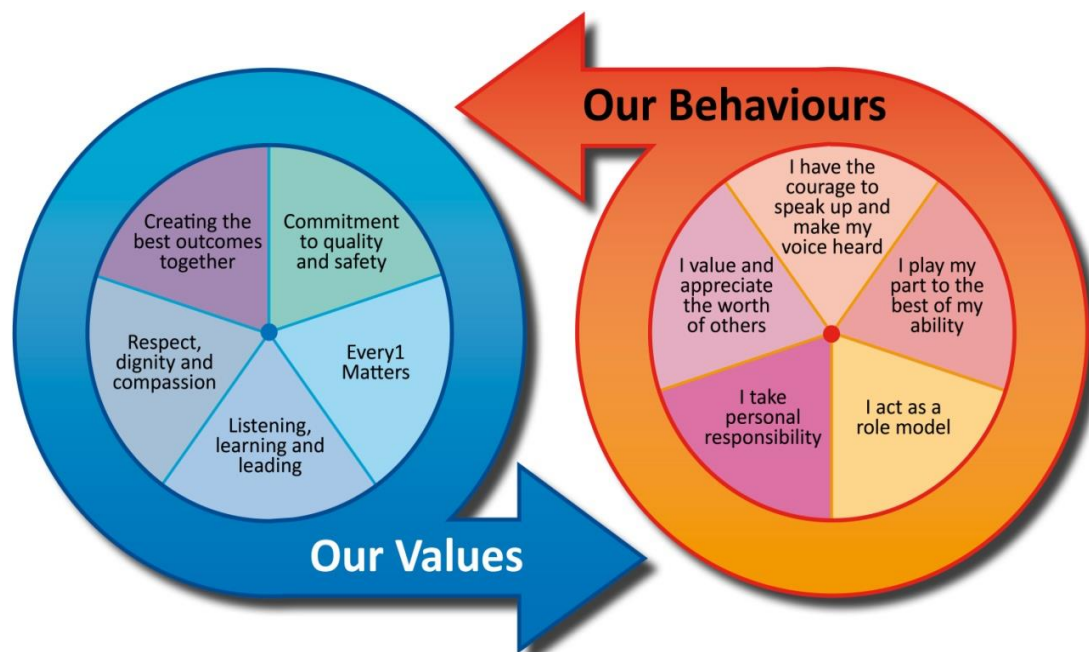 Our Values
Creating the
best outcomes
together
Commitment
to quality
and safety
Every1
Matters
Listening,
learning and
leading
Respect,
dignity and
compassion
Our Behaviours
I have the
courage to
speak up and
make my
voice heard
I play my
part to the
best of my
ability
I act as a
role model
I take
personal
responsibility
I value and
appreciate
the worth
of others